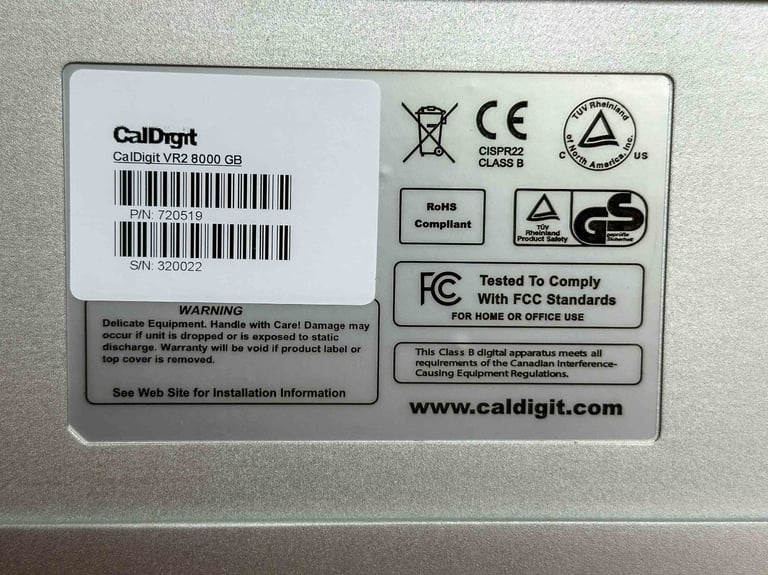 CalDigit
CalDigit VR2 8000 GB
P/N: 720519
S/N: 320022
WARNING
Delicate Equipment. Handle with Care! Damage may
occur if unit is dropped or is exposed to static
discharge. Warranty will be void if product label or
top cover is removed.
See Web Site for Installation Information
CE
CISPR22
CLASS B
TÜV Rheinland
of North America, Inc.
C US
RoHS
Compliant
TÜV
Rheinland
Product Safety
GS
geprüfte
Sicherheit
FC
Tested To Comply
With FCC Standards
FOR HOME OR OFFICE USE
This Class B digital apparatus meets all
requirements of the Canadian Interference-
Causing Equipment Regulations.
www.caldigit.com